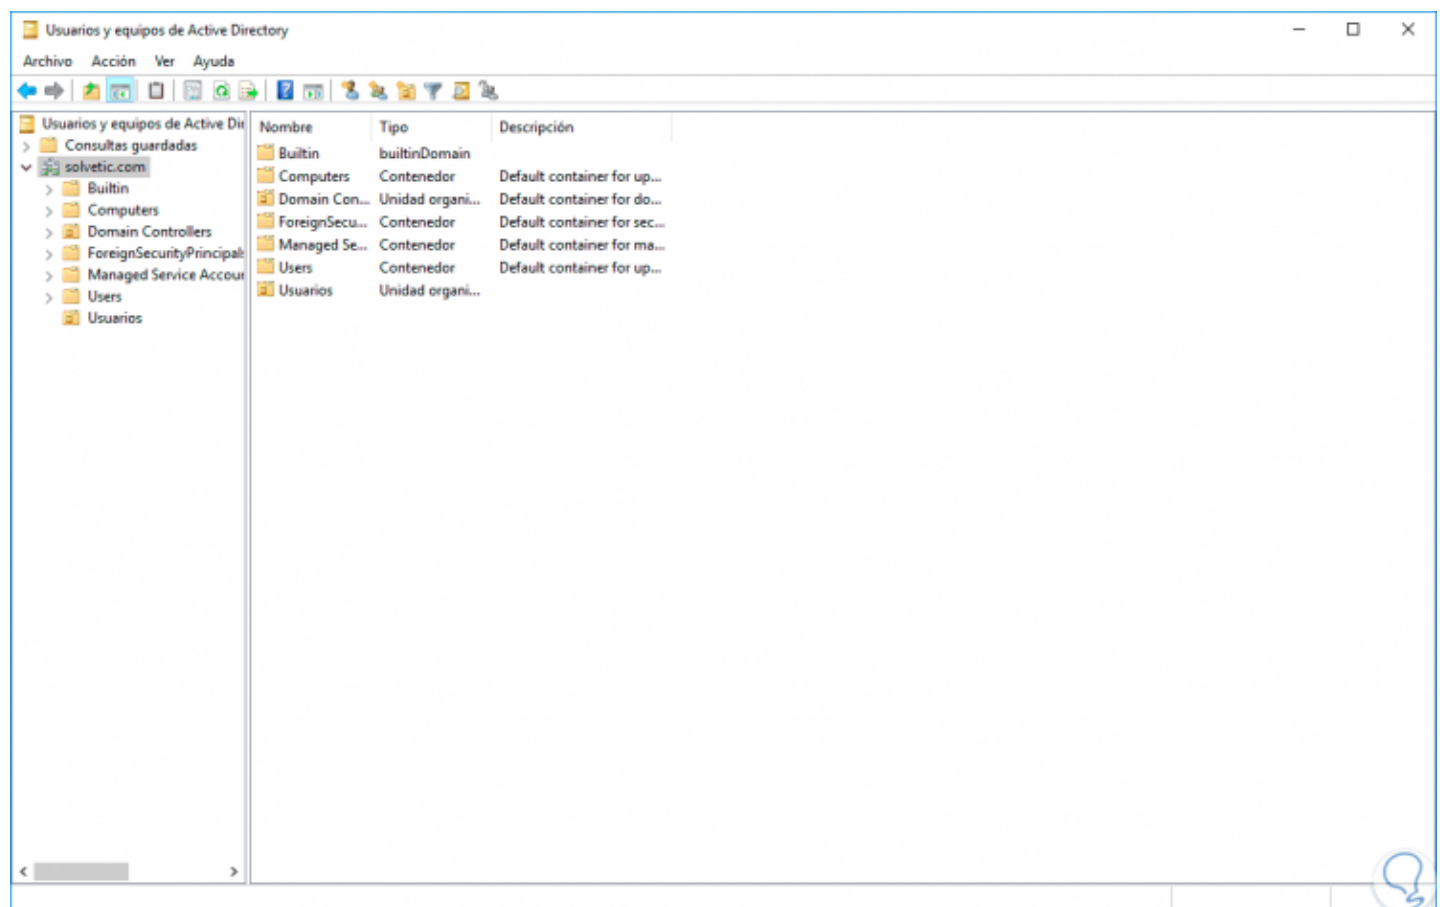 Usuarios y equipos de Active Directory
Archivo Acción Ver Ayuda
Usuarios y equipos de Active Dir
Consultas guardadas
solvetic.com
Builtin
Computers
Domain Controllers
ForeignSecurityPrincipals
Managed Service Accour
Users
Usuarios
Nombre Tipo Descripción
Builtin builtinDomain
Computers Contenedor Default container for up...
Domain Con... Unidad organi... Default container for do...
ForeignSecu... Contenedor Default container for sec...
Managed Se... Contenedor Default container for ma...
Users Contenedor Default container for up...
Usuarios Unidad organi...